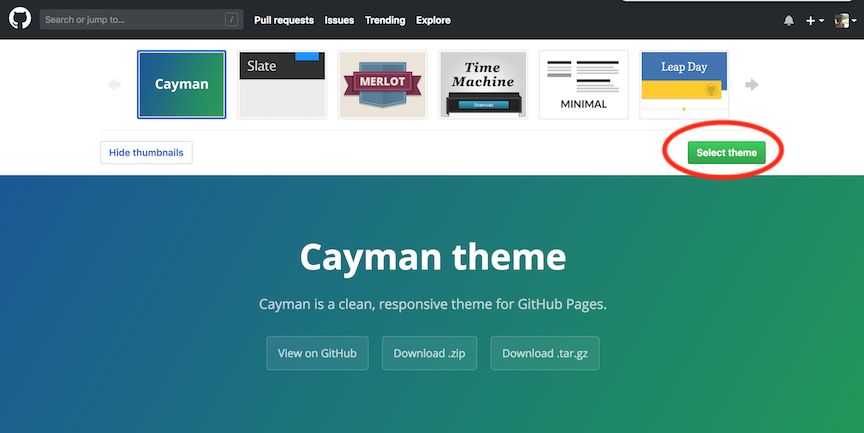 Search or jump to... /
Pull requests Issues Trending Explore
Cayman
Slate
MERLOT
Time
Machine
Download
MINIMAL
Leap Day
Hide thumbnails
Select theme
Cayman theme
Cayman is a clean, responsive theme for GitHub Pages.
View on GitHub Download .zip Download .tar.gz